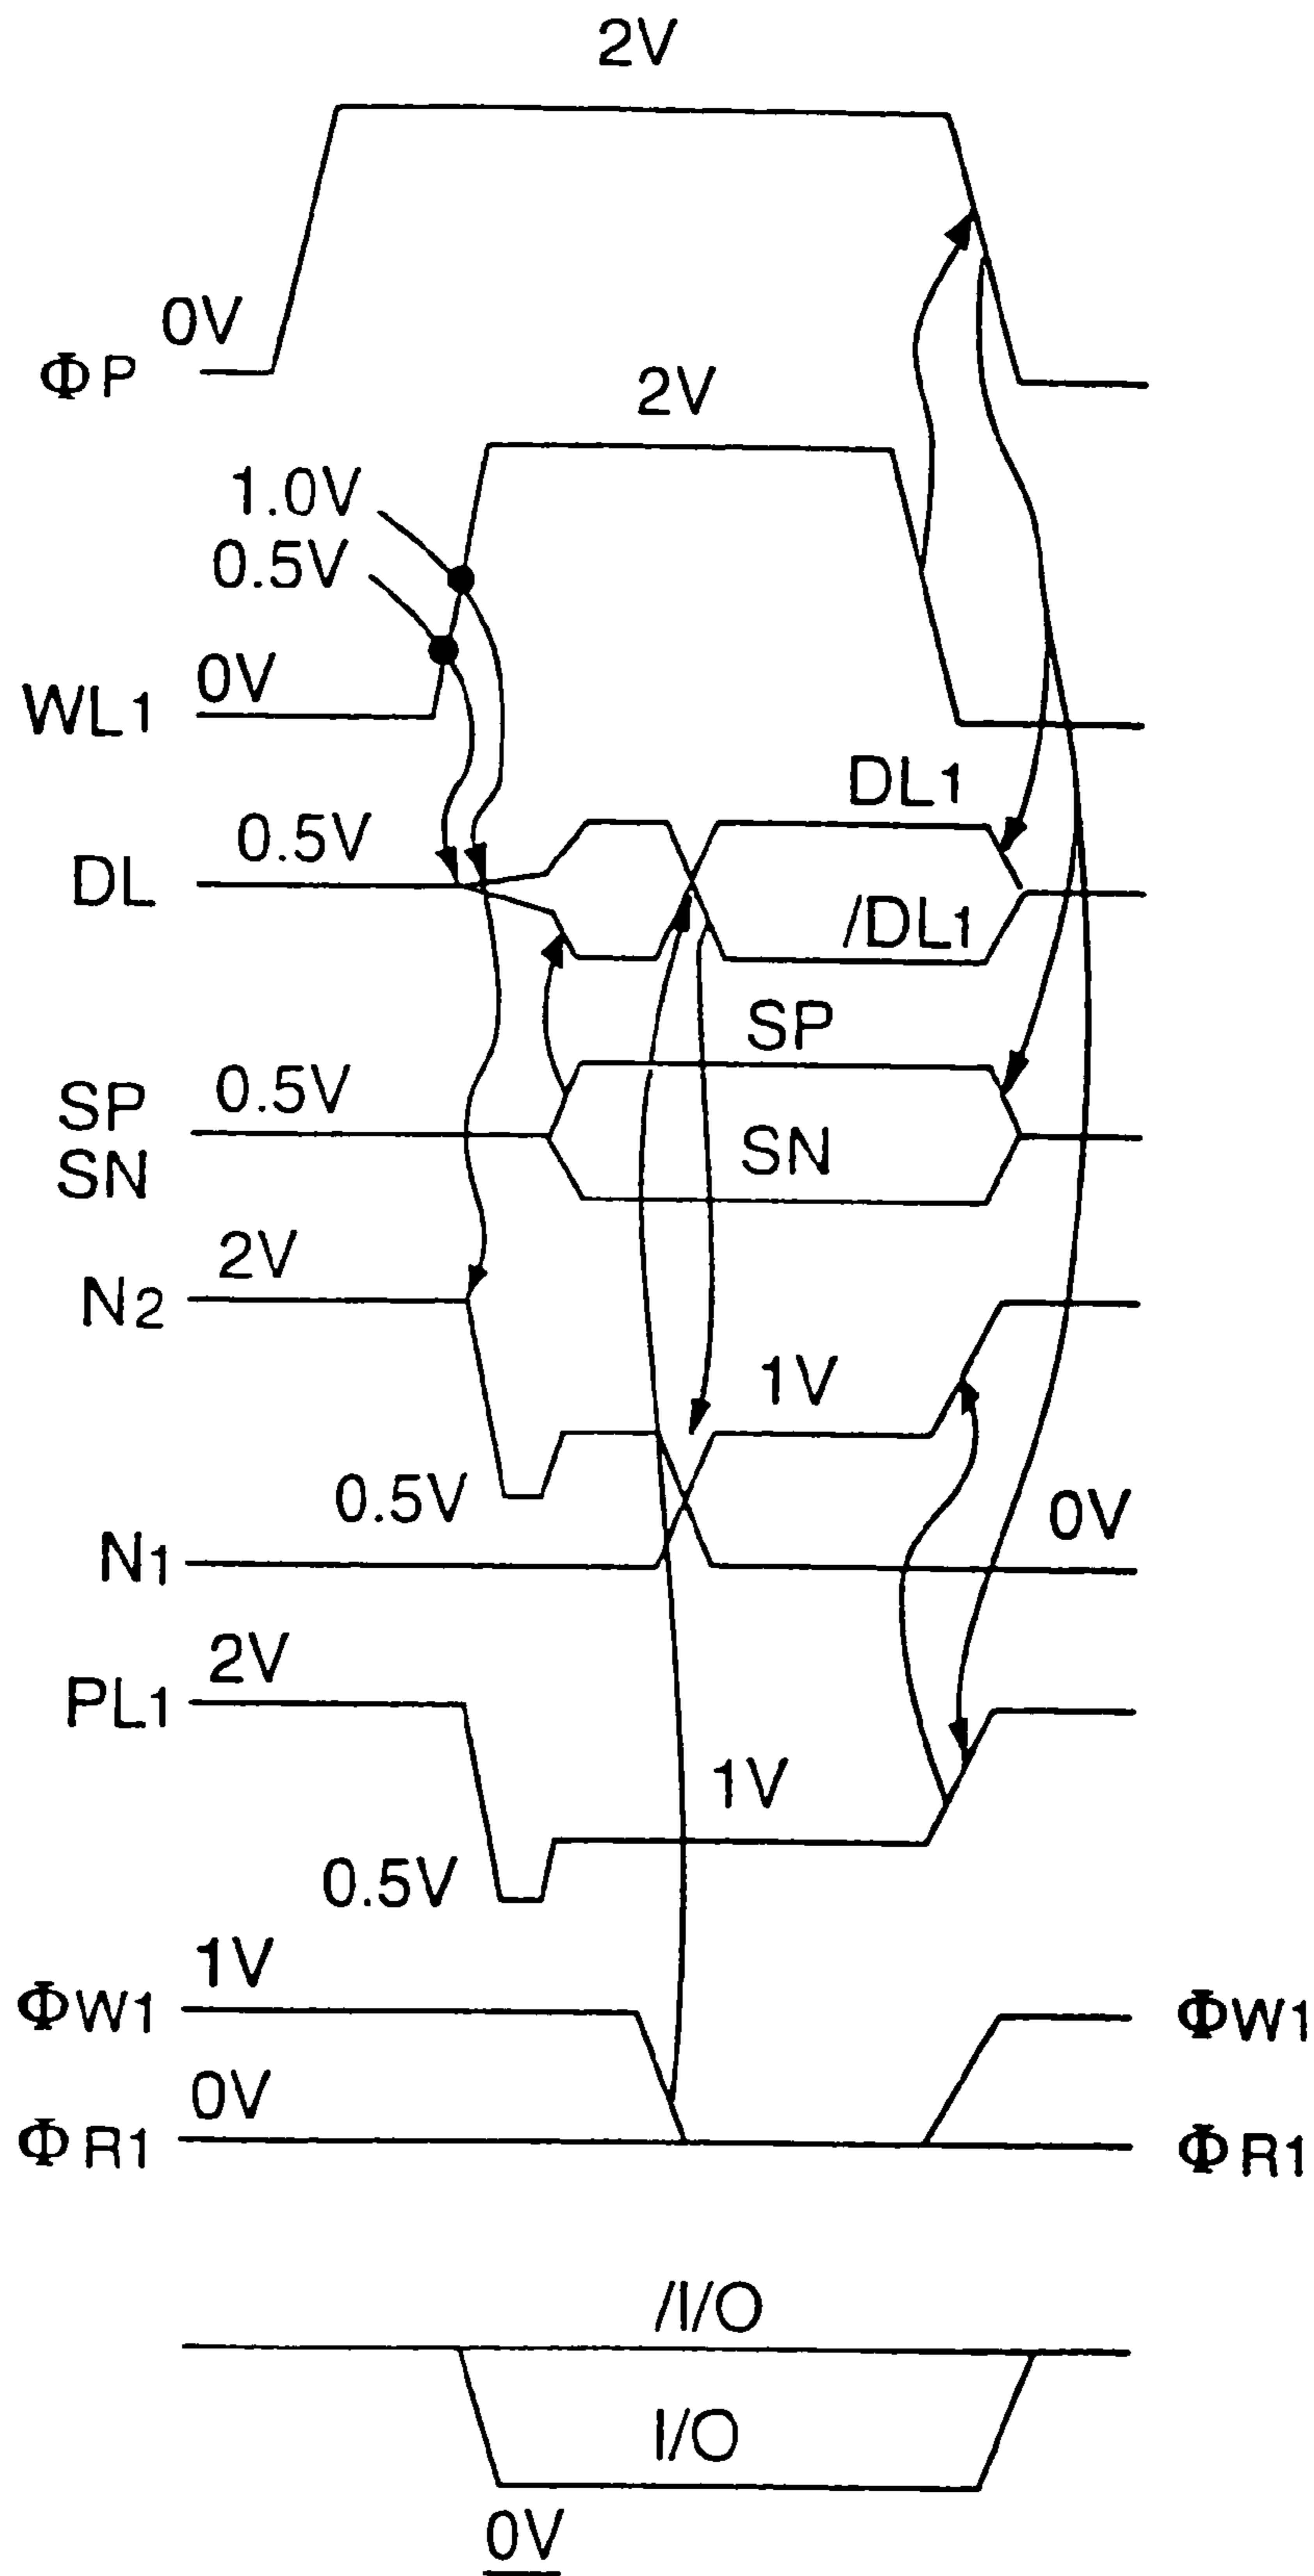 2V
0V
ΦP
2V
1.0V
0.5V
0V
WL1
DL1
0.5V
DL
/DL1
SP
0.5V
SP
SN
SN
2V
N2
1V
0.5V
0V
N1
2V
PL1
1V
0.5V
1V
ΦW1 ΦW1
0V
ΦR1 ΦR1
/I/O
I/O
0V